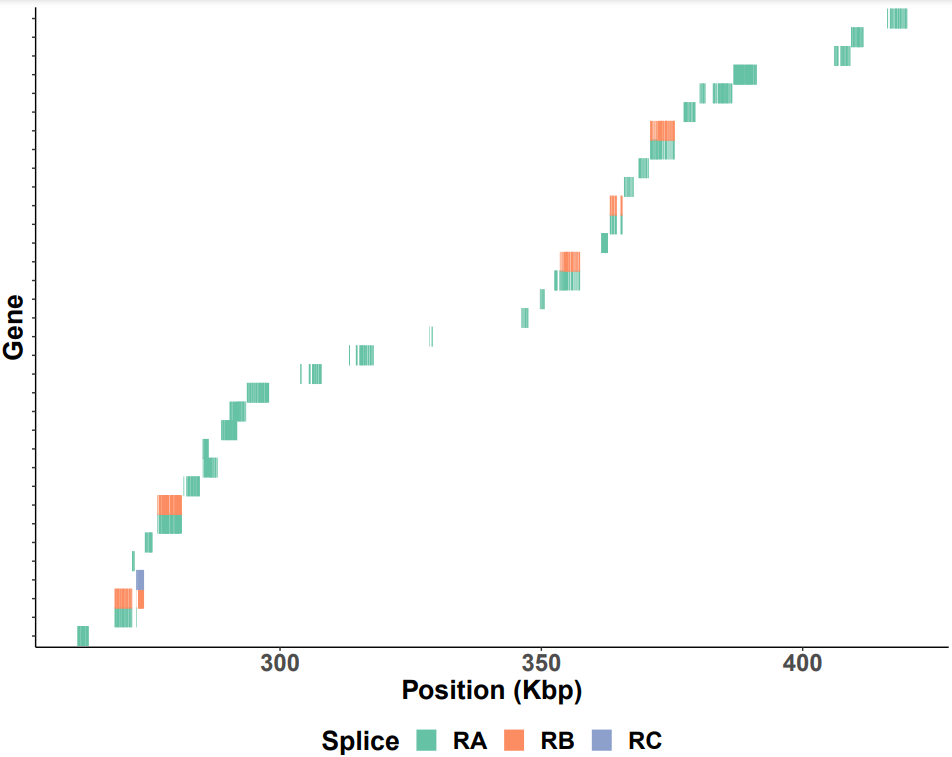 Gene
300 350 400
Position (Kbp)
Splice RA RB RC